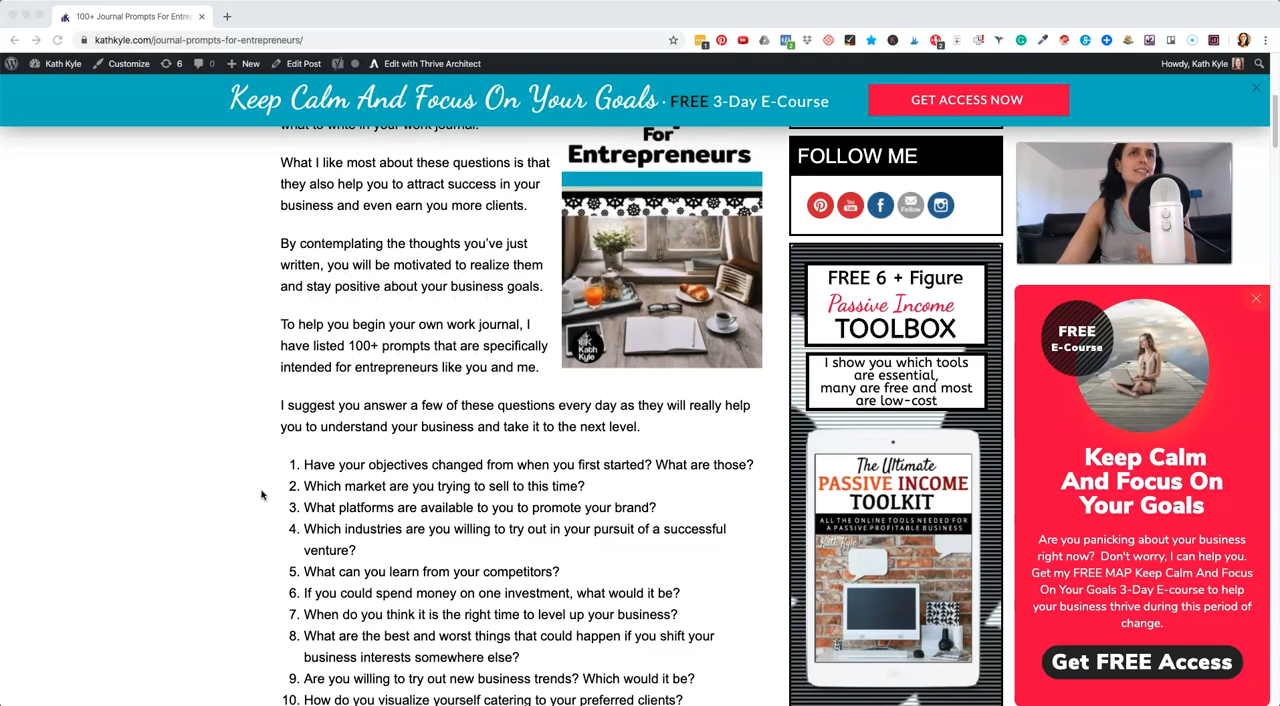 100+ Journal Prompts For Entre
kathkyle.com/journal-prompts-for-entrepreneurs/
Kath Kyle
Customize
6
0
New
Edit Post
Edit with Thrive Architect
Howdy, Kath Kyle
Keep Calm And Focus On Your Goals · FREE 3-Day E-Course
GET ACCESS NOW
what to write in your work journal.
What I like most about these questions is that
they also help you to attract success in your
business and even earn you more clients.
By contemplating the thoughts you've just
written, you will be motivated to realize them
and stay positive about your business goals.
To help you begin your own work journal, I
have listed 100+ prompts that are specifically
intended for entrepreneurs like you and me.
For
Entrepreneurs
Kath
Kyle
I suggest you answer a few of these questions every day as they will really help
you to understand your business and take it to the next level.
1. Have your objectives changed from when you first started? What are those?
2. Which market are you trying to sell to this time?
3. What platforms are available to you to promote your brand?
4. Which industries are you willing to try out in your pursuit of a successful
venture?
5. What can you learn from your competitors?
6. If you could spend money on one investment, what would it be?
7. When do you think it is the right time to level up your business?
8. What are the best and worst things that could happen if you shift your
business interests somewhere else?
9. Are you willing to try out new business trends? Which would it be?
10. How do you visualize yourself catering to your preferred clients?
FOLLOW ME
You
Tube
Follow
FREE 6 + Figure
Passive Income
TOOLBOX
I show you which tools
are essential,
many are free and most
are low-cost
The Ultimate
PASSIVE INCOME
TOOLKIT
ALL THE ONLINE TOOLS NEEDED FOR
A PASSIVE PROFITABLE BUSINESS
Kath Kyle
FREE
E-Course
Keep Calm
And Focus On
Your Goals
Are you panicking about your business
right now? Don't worry, I can help you.
Get my FREE MAP Keep Calm And Focus
On Your Goals 3-Day E-course to help
your business thrive during this period of
change.
Get FREE Access